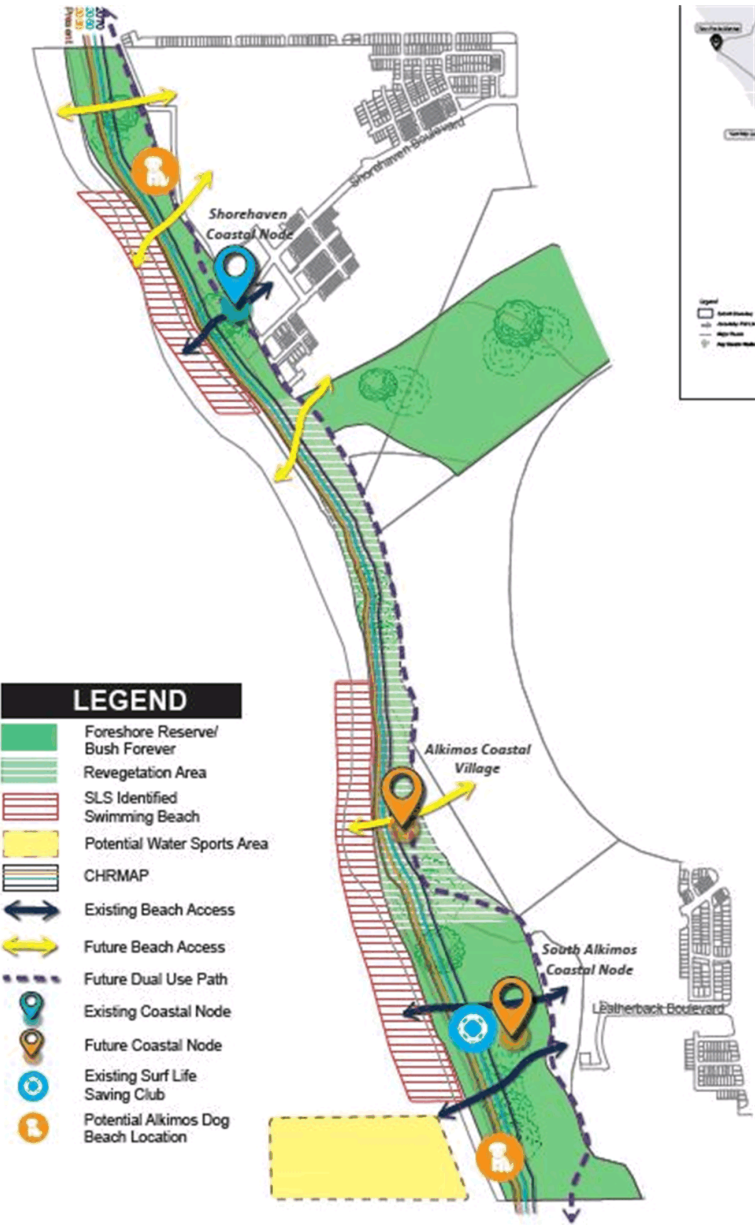 Present
2030
2050
2070
Shorehaven Boulevard
Shorehaven
Coastal Node
Legend
LEGEND
Foreshore Reserve/
Bush Forever
Revegetation Area
SLS Identified
Swimming Beach
Potential Water Sports Area
CHRMAP
Existing Beach Access
Future Beach Access
Future Dual Use Path
Existing Coastal Node
Future Coastal Node
Existing Surf Life
Saving Club
Potential Alkimos Dog
Beach Location
Alkimos Coastal
Village
South Alkimos
Coastal Node
Leatherback Boulevard